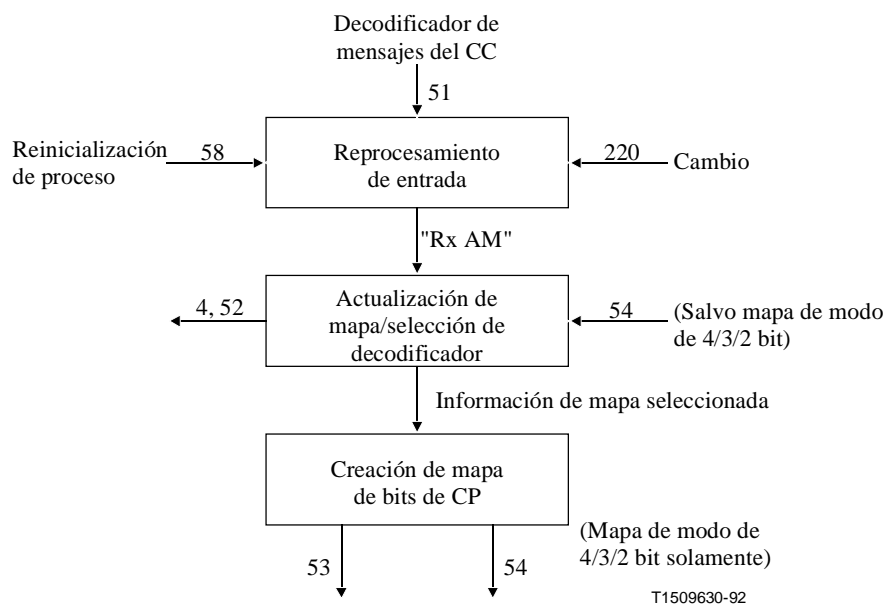 Decodificador de
mensajes del CC
51
Reinicialización
de proceso
58
Reprocesamiento
de entrada
220
Cambio
"Rx AM"
4, 52
Actualización de
mapa/selección de
decodificador
54
(Salvo mapa de modo
de 4/3/2 bit)
Información de mapa seleccionada
Creación de mapa
de bits de CP
(Mapa de modo de
4/3/2 bit solamente)
53
54
T1509630-92